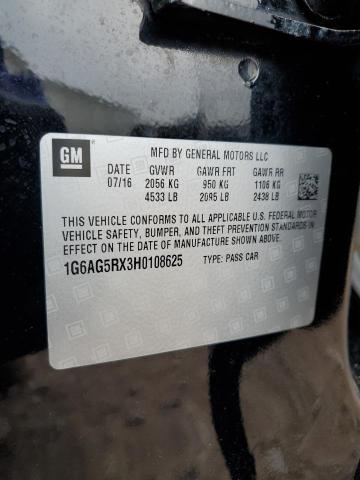 GM
MFD BY GENERAL MOTORS LLC
DATE GVWR GAWR FRT GAWR RR
07/16 2056 KG 950 KG 1106 KG
4533 LB 2095 LB 2438 LB
THIS VEHICLE CONFORMS TO ALL APPLICABLE U.S. FEDERAL MOTOR
VEHICLE SAFETY, BUMPER, AND THEFT PREVENTION STANDARDS IN
EFFECT ON THE DATE OF MANUFACTURE SHOWN ABOVE.
1G6AG5RX3H0108625 TYPE: PASS CAR